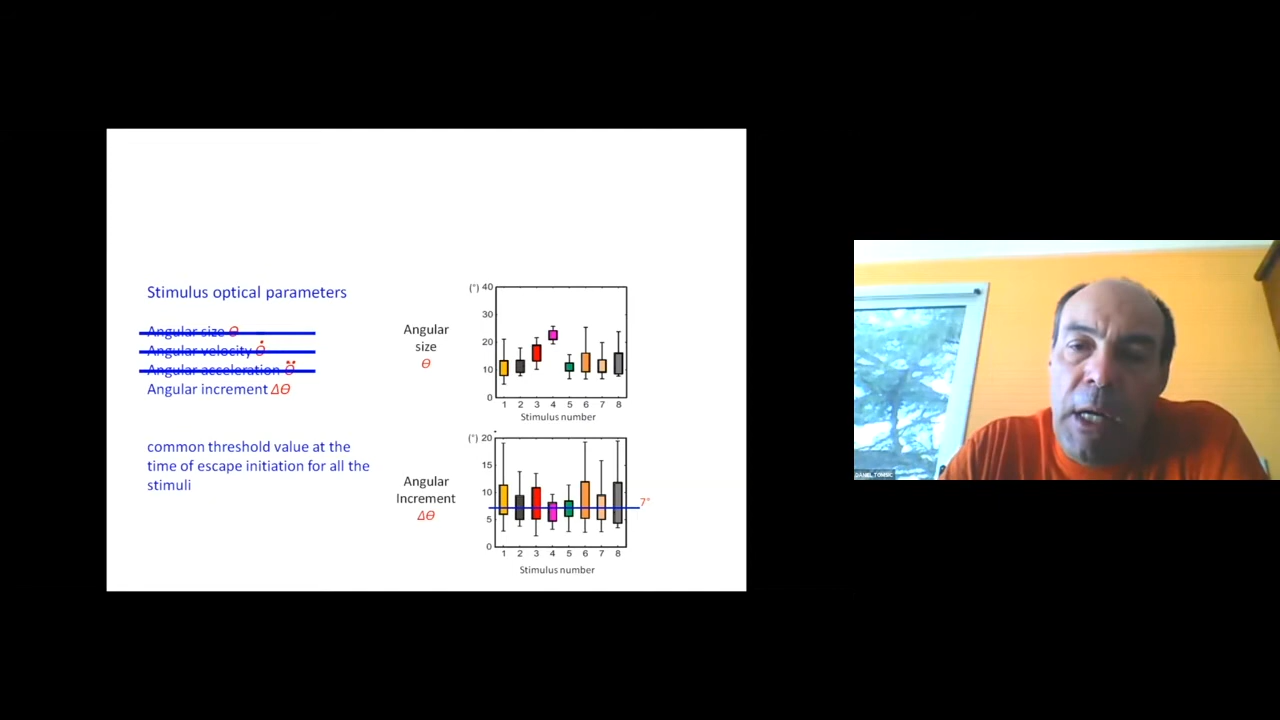 Stimulus optical parameters
Angular size Θ
Angular velocity Θ̇
Angular acceleration Θ̈
Angular increment ΔΘ
common threshold value at the
time of escape initiation for all the
stimuli
Angular
size
Θ
(°) 40
30
20
10
0
1 2 3 4 5 6 7 8
Stimulus number
Angular
Increment
ΔΘ
(°) 20
15
10
5
0
7°
1 2 3 4 5 6 7 8
Stimulus number
DANIEL TOMSIC